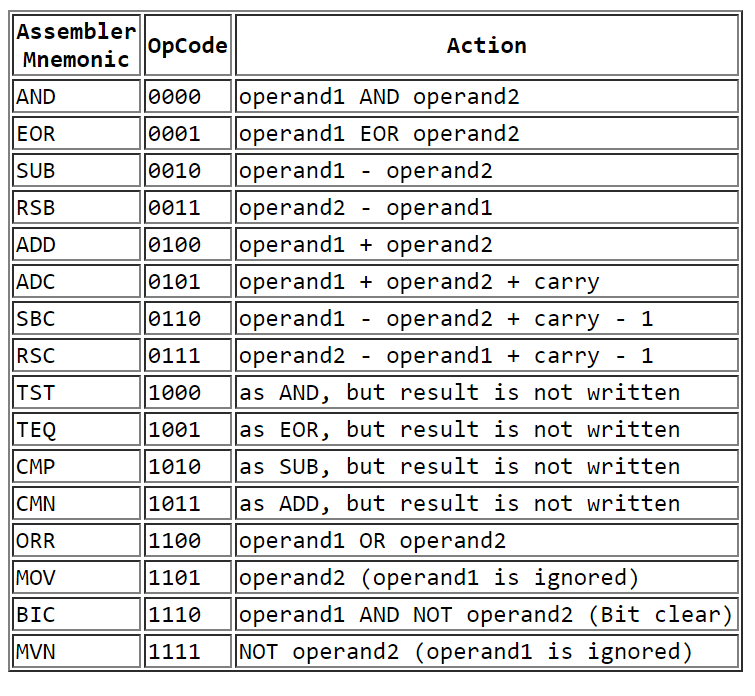 Assembler Mnemonic OpCode Action
AND 0000 operand1 AND operand2
EOR 0001 operand1 EOR operand2
SUB 0010 operand1 - operand2
RSB 0011 operand2 - operand1
ADD 0100 operand1 + operand2
ADC 0101 operand1 + operand2 + carry
SBC 0110 operand1 - operand2 + carry - 1
RSC 0111 operand2 - operand1 + carry - 1
TST 1000 as AND, but result is not written
TEQ 1001 as EOR, but result is not written
CMP 1010 as SUB, but result is not written
CMN 1011 as ADD, but result is not written
ORR 1100 operand1 OR operand2
MOV 1101 operand2 (operand1 is ignored)
BIC 1110 operand1 AND NOT operand2 (Bit clear)
MVN 1111 NOT operand2 (operand1 is ignored)